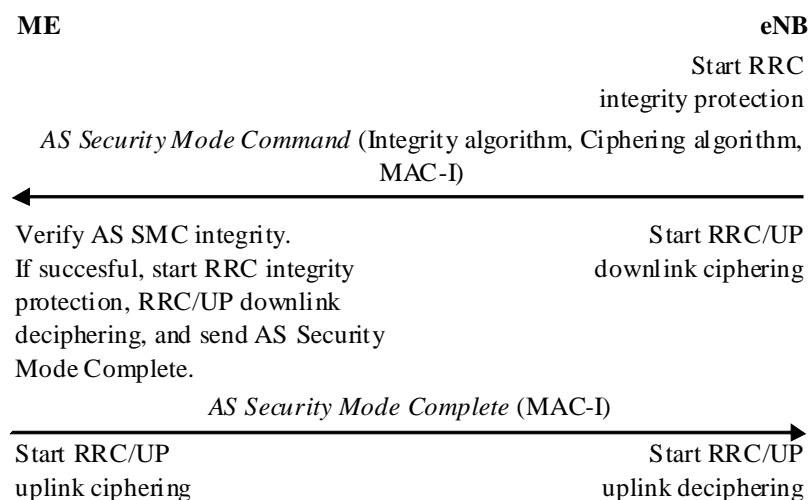 ME
eNB
Start RRC
integrity protection
AS Security Mode Command (Integrity algorithm, Ciphering algorithm,
MAC-I)
Verify AS SMC integrity.
If succesful, start RRC integrity
protection, RRC/UP downlink
deciphering, and send AS Security
Mode Complete.
Start RRC/UP
downlink ciphering
AS Security Mode Complete (MAC-I)
Start RRC/UP
uplink ciphering
Start RRC/UP
uplink deciphering